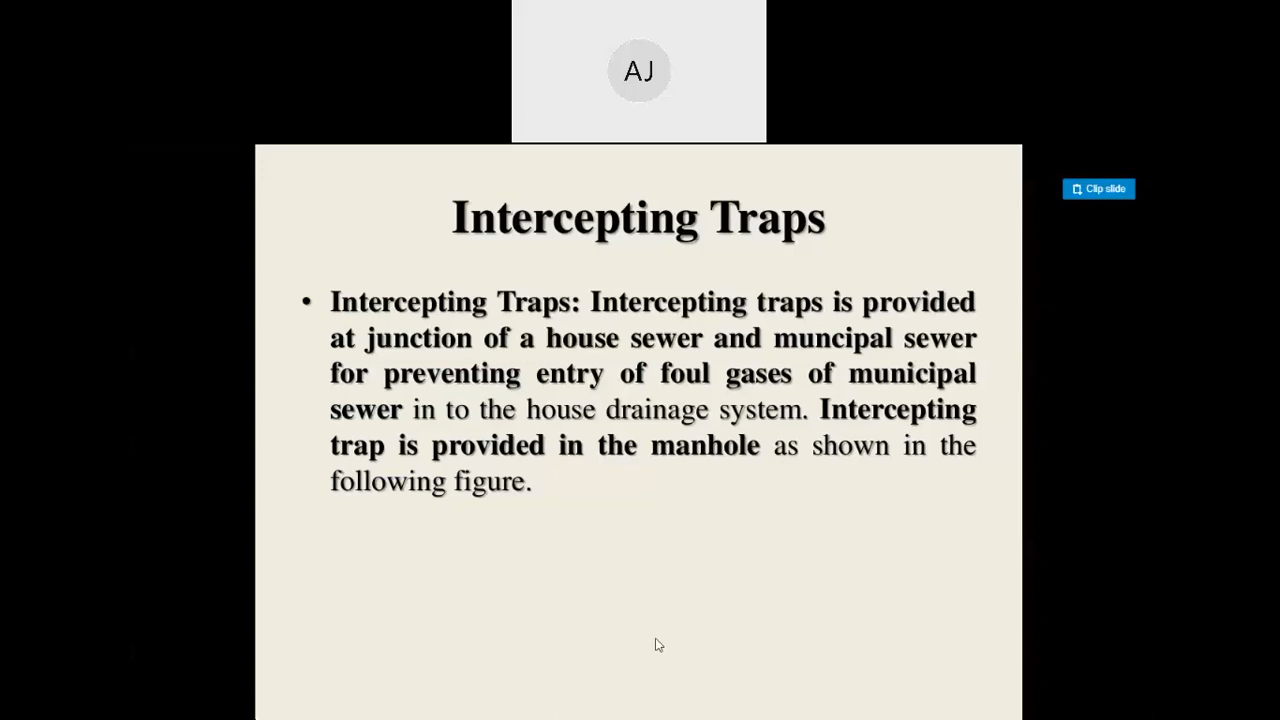 AJ
Clip slide
Intercepting Traps
• Intercepting Traps: Intercepting traps is provided
at junction of a house sewer and muncipal sewer
for preventing entry of foul gases of municipal
sewer in to the house drainage system. Intercepting
trap is provided in the manhole as shown in the
following figure.